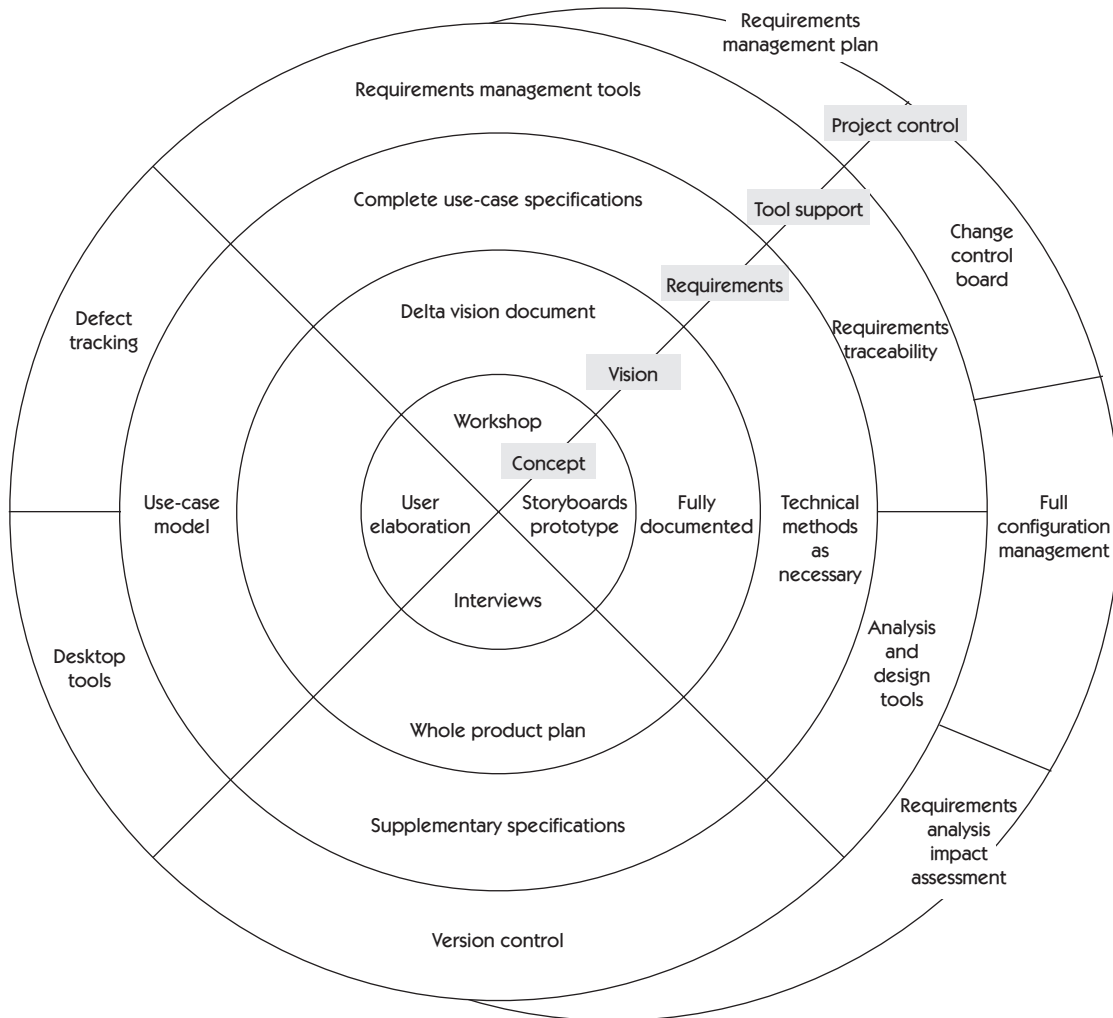 Requirements
management plan
Requirements management tools
Project control
Complete use-case specifications
Tool support
Change
control
board
Requirements
Delta vision document
Defect
tracking
Requirements
traceability
Vision
Workshop
Concept
Use-case
model
User
elaboration
Storyboards
prototype
Fully
documented
Technical
methods
as
necessary
Full
configuration
management
Interviews
Analysis
and
design
tools
Desktop
tools
Whole product plan
Requirements
analysis
impact
assessment
Supplementary specifications
Version control